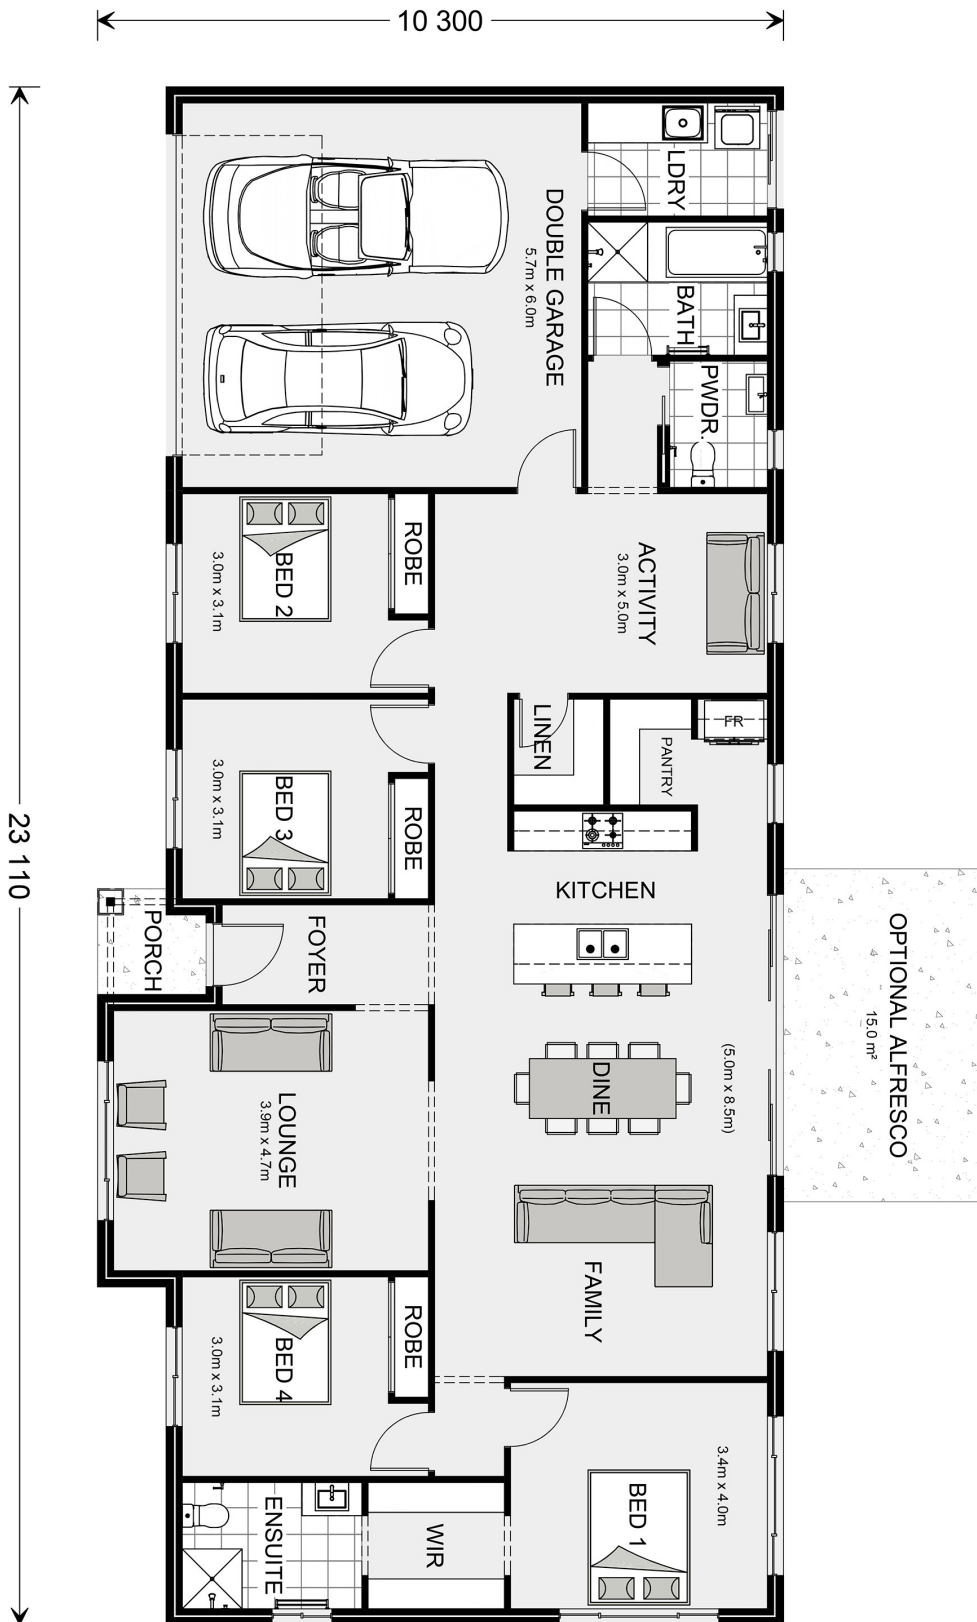 10 300
23 110
LDRY
DOUBLE GARAGE
5.7m x 6.0m
BATH
PWDR.
ROBE
BED 2
3.0m x 3.1m
ACTIVITY
3.0m x 5.0m
LINEN
FR
PANTRY
BED 3
3.0m x 3.1m
ROBE
KITCHEN
PORCH
FOYER
OPTIONAL ALFRESCO
15.0 m²
(5.0m x 8.5m)
DINE
LOUNGE
3.9m x 4.7m
FAMILY
ROBE
BED 4
3.0m x 3.1m
3.4m x 4.0m
BED 1
ENSUITE
WIR